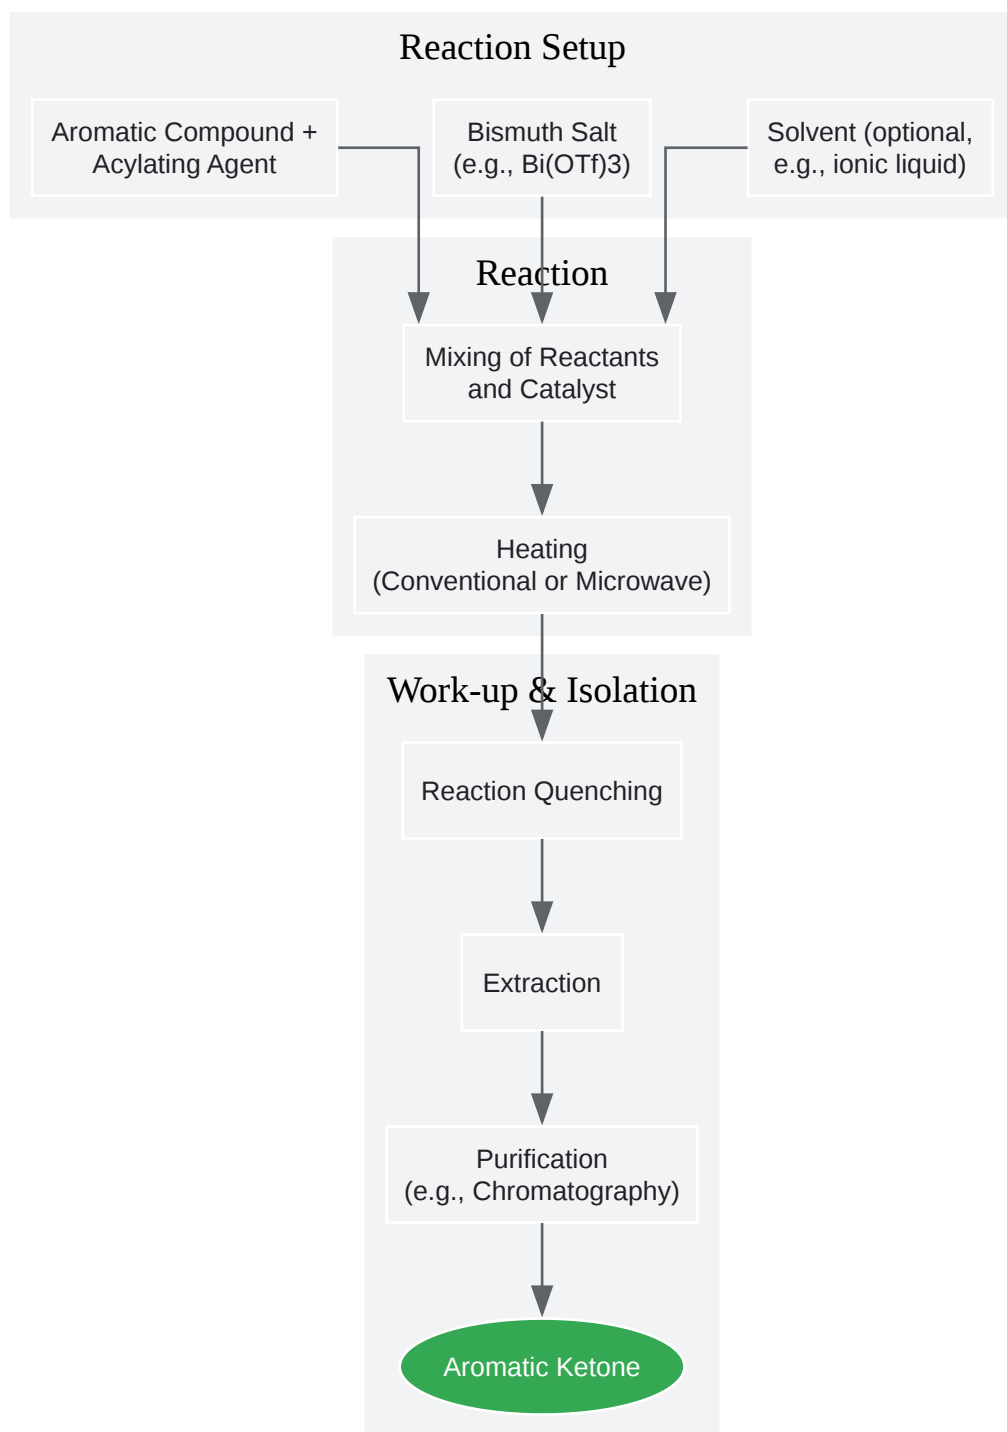 Reaction Setup
Aromatic Compound +
Acylating Agent
Bismuth Salt
(e.g., Bi(OTf)3)
Solvent (optional,
e.g., ionic liquid)
Reaction
Mixing of Reactants
and Catalyst
Heating
(Conventional or Microwave)
Work-up & Isolation
Reaction Quenching
Extraction
Purification
(e.g., Chromatography)
Aromatic Ketone